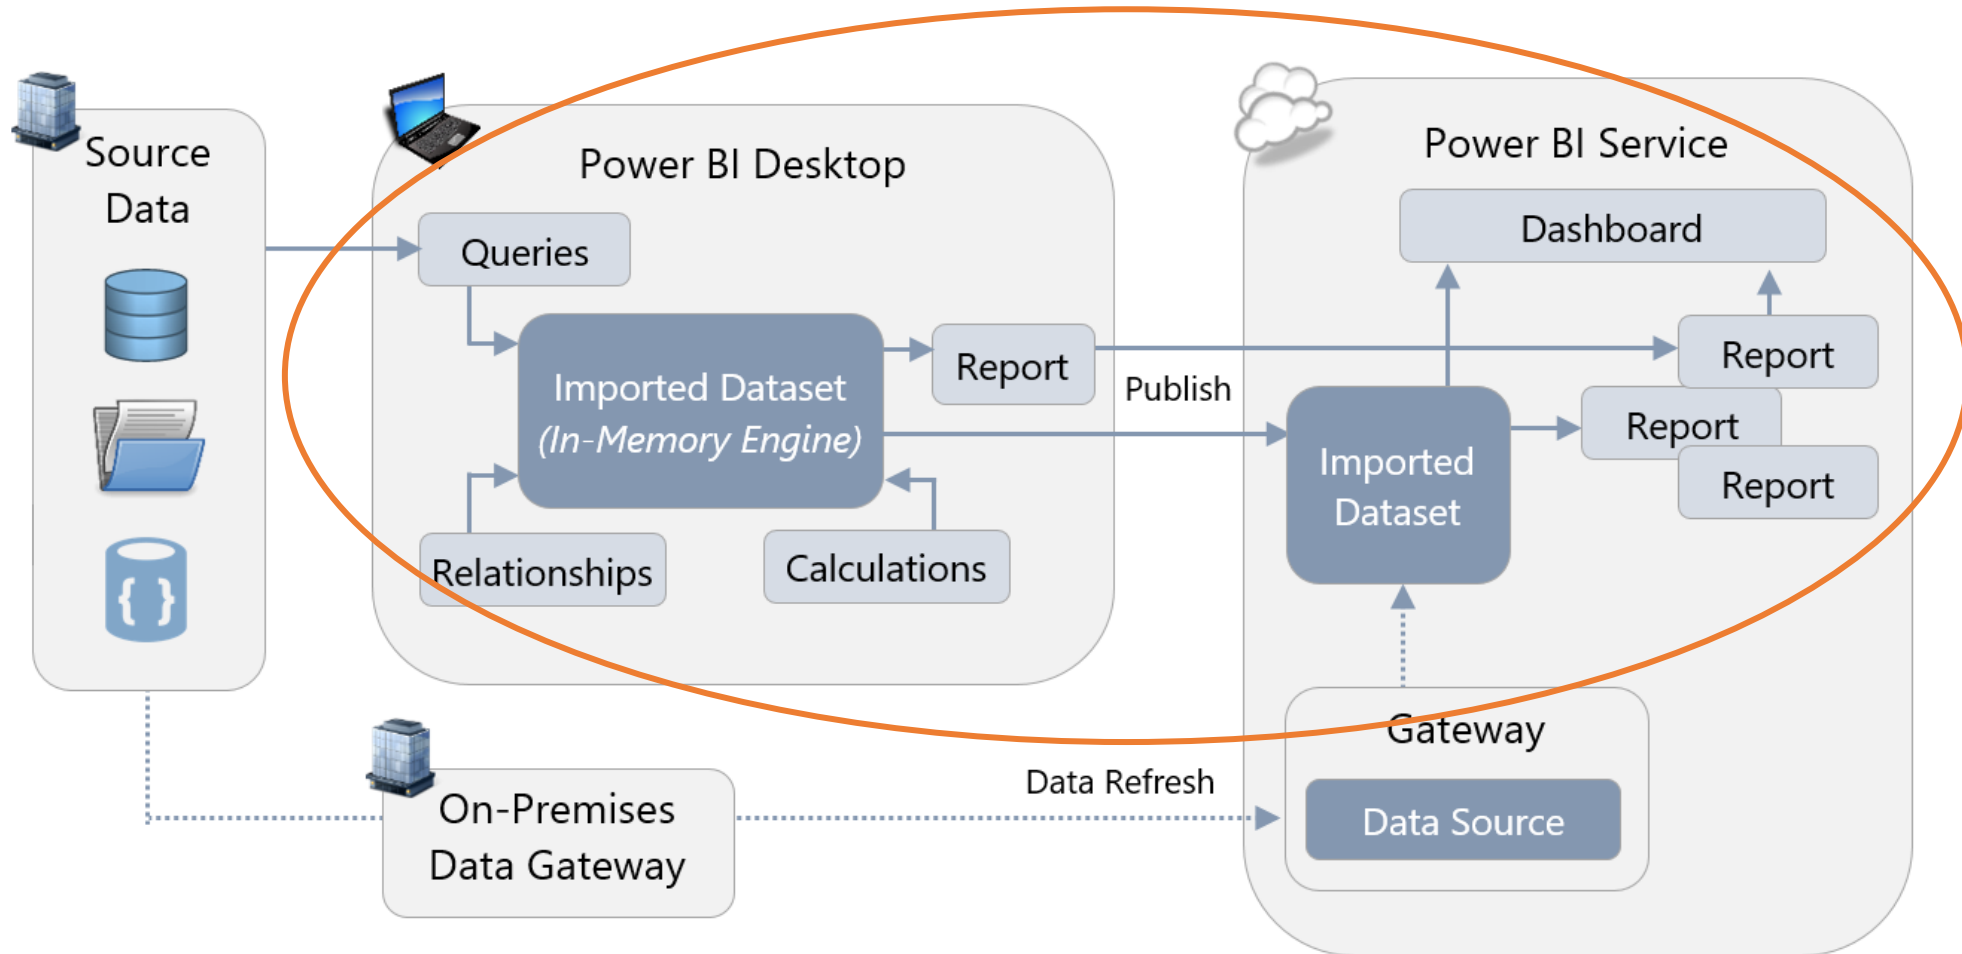 Source
Data
Power BI Desktop
Queries
Imported Dataset
(In-Memory Engine)
Report
Relationships
Calculations
Publish
Power BI Service
Dashboard
Report
Report
Report
Imported
Dataset
Gateway
Data Source
Data Refresh
On-Premises
Data Gateway
{ }